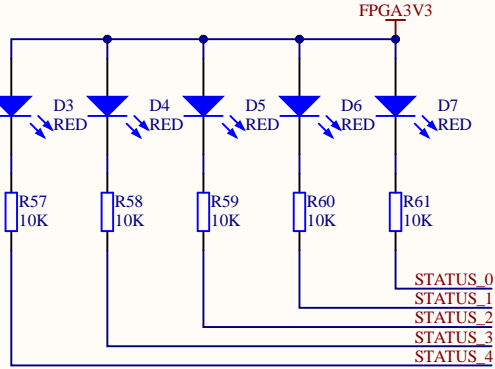 FPGA3V3
D3
RED
D4
RED
D5
RED
D6
RED
D7
RED
R57
10K
R58
10K
R59
10K
R60
10K
R61
10K
STATUS_0
STATUS_1
STATUS_2
STATUS_3
STATUS_4